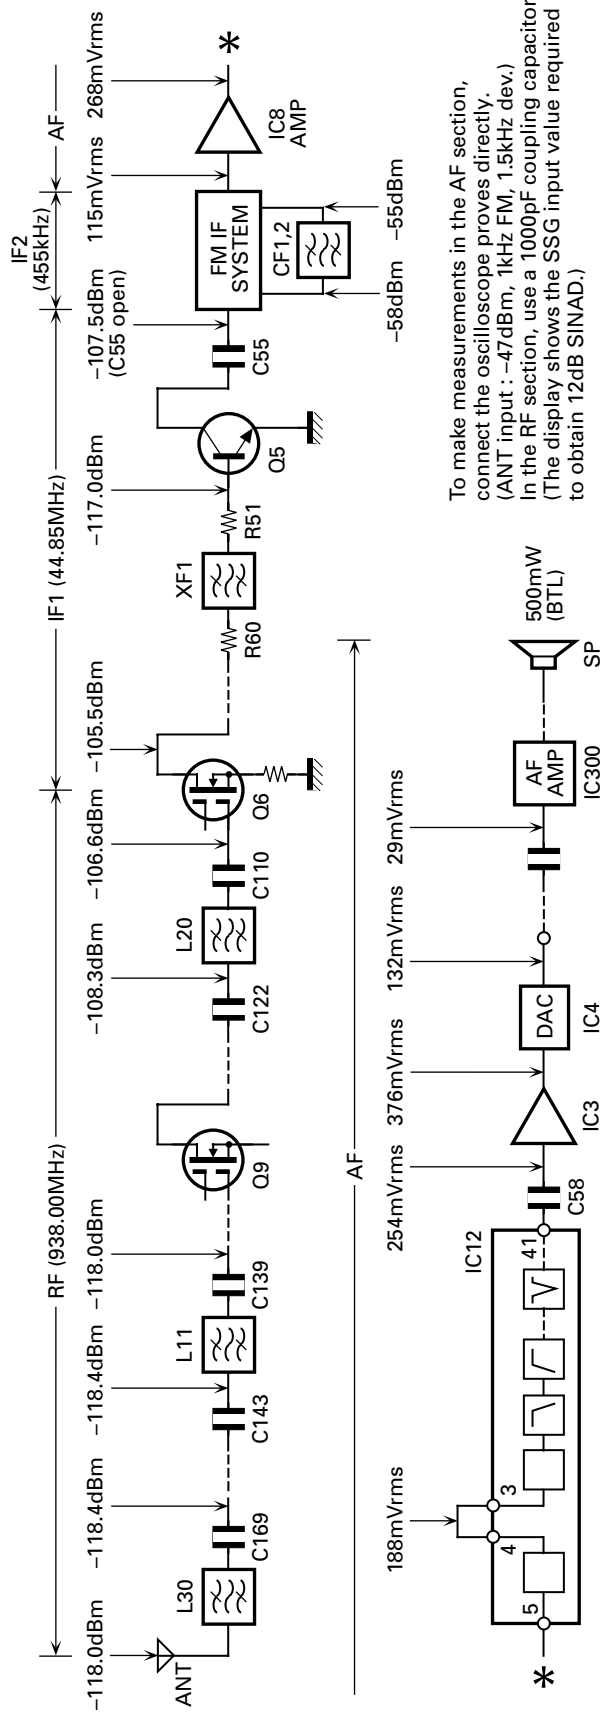 RF (938.00MHz)
IF1 (44.85MHz)
IF2
(455kHz)
AF
–118.0dBm
–118.4dBm
–118.4dBm
–118.0dBm
–108.3dBm
–106.6dBm
–105.5dBm
–117.0dBm
–107.5dBm
(C55 open)
115mVrms
268mVrms
ANT
L30
C169
C143
L11
C139
Q9
C122
L20
C110
Q6
R60
XF1
R51
Q5
C55
FM IF
SYSTEM
CF1,2
–58dBm
–55dBm
IC8
AMP
*
AF
188mVrms
254mVrms
376mVrms
132mVrms
29mVrms
*
5
4
3
IC12
41
C58
IC3
DAC
IC4
AF
AMP
IC300
SP
500mW
(BTL)
To make measurements in the AF section,
connect the oscilloscope proves directly.
(ANT input : –47dBm, 1kHz FM, 1.5kHz dev.)
In the RF section, use a 1000pF coupling capacitor
(The display shows the SSG input value required
to obtain 12dB SINAD.)